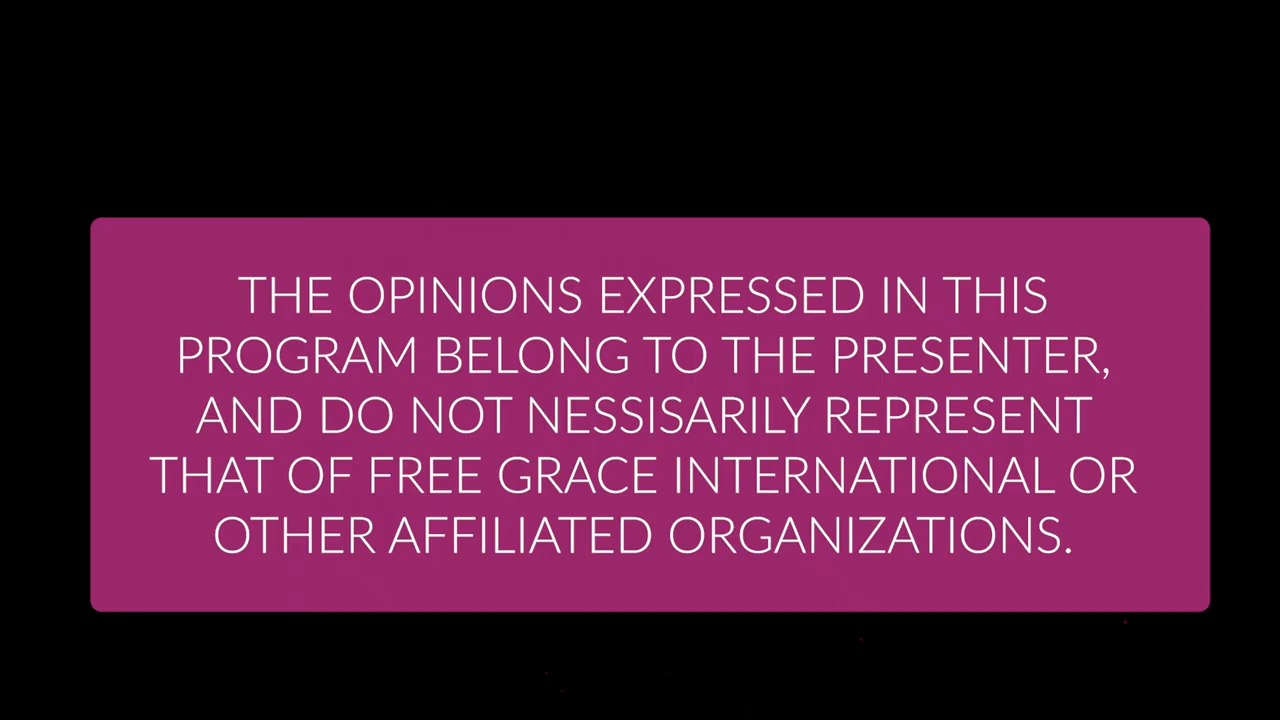 THE OPINIONS EXPRESSED IN THIS
PROGRAM BELONG TO THE PRESENTER,
AND DO NOT NESSISARILY REPRESENT
THAT OF FREE GRACE INTERNATIONAL OR
OTHER AFFILIATED ORGANIZATIONS.